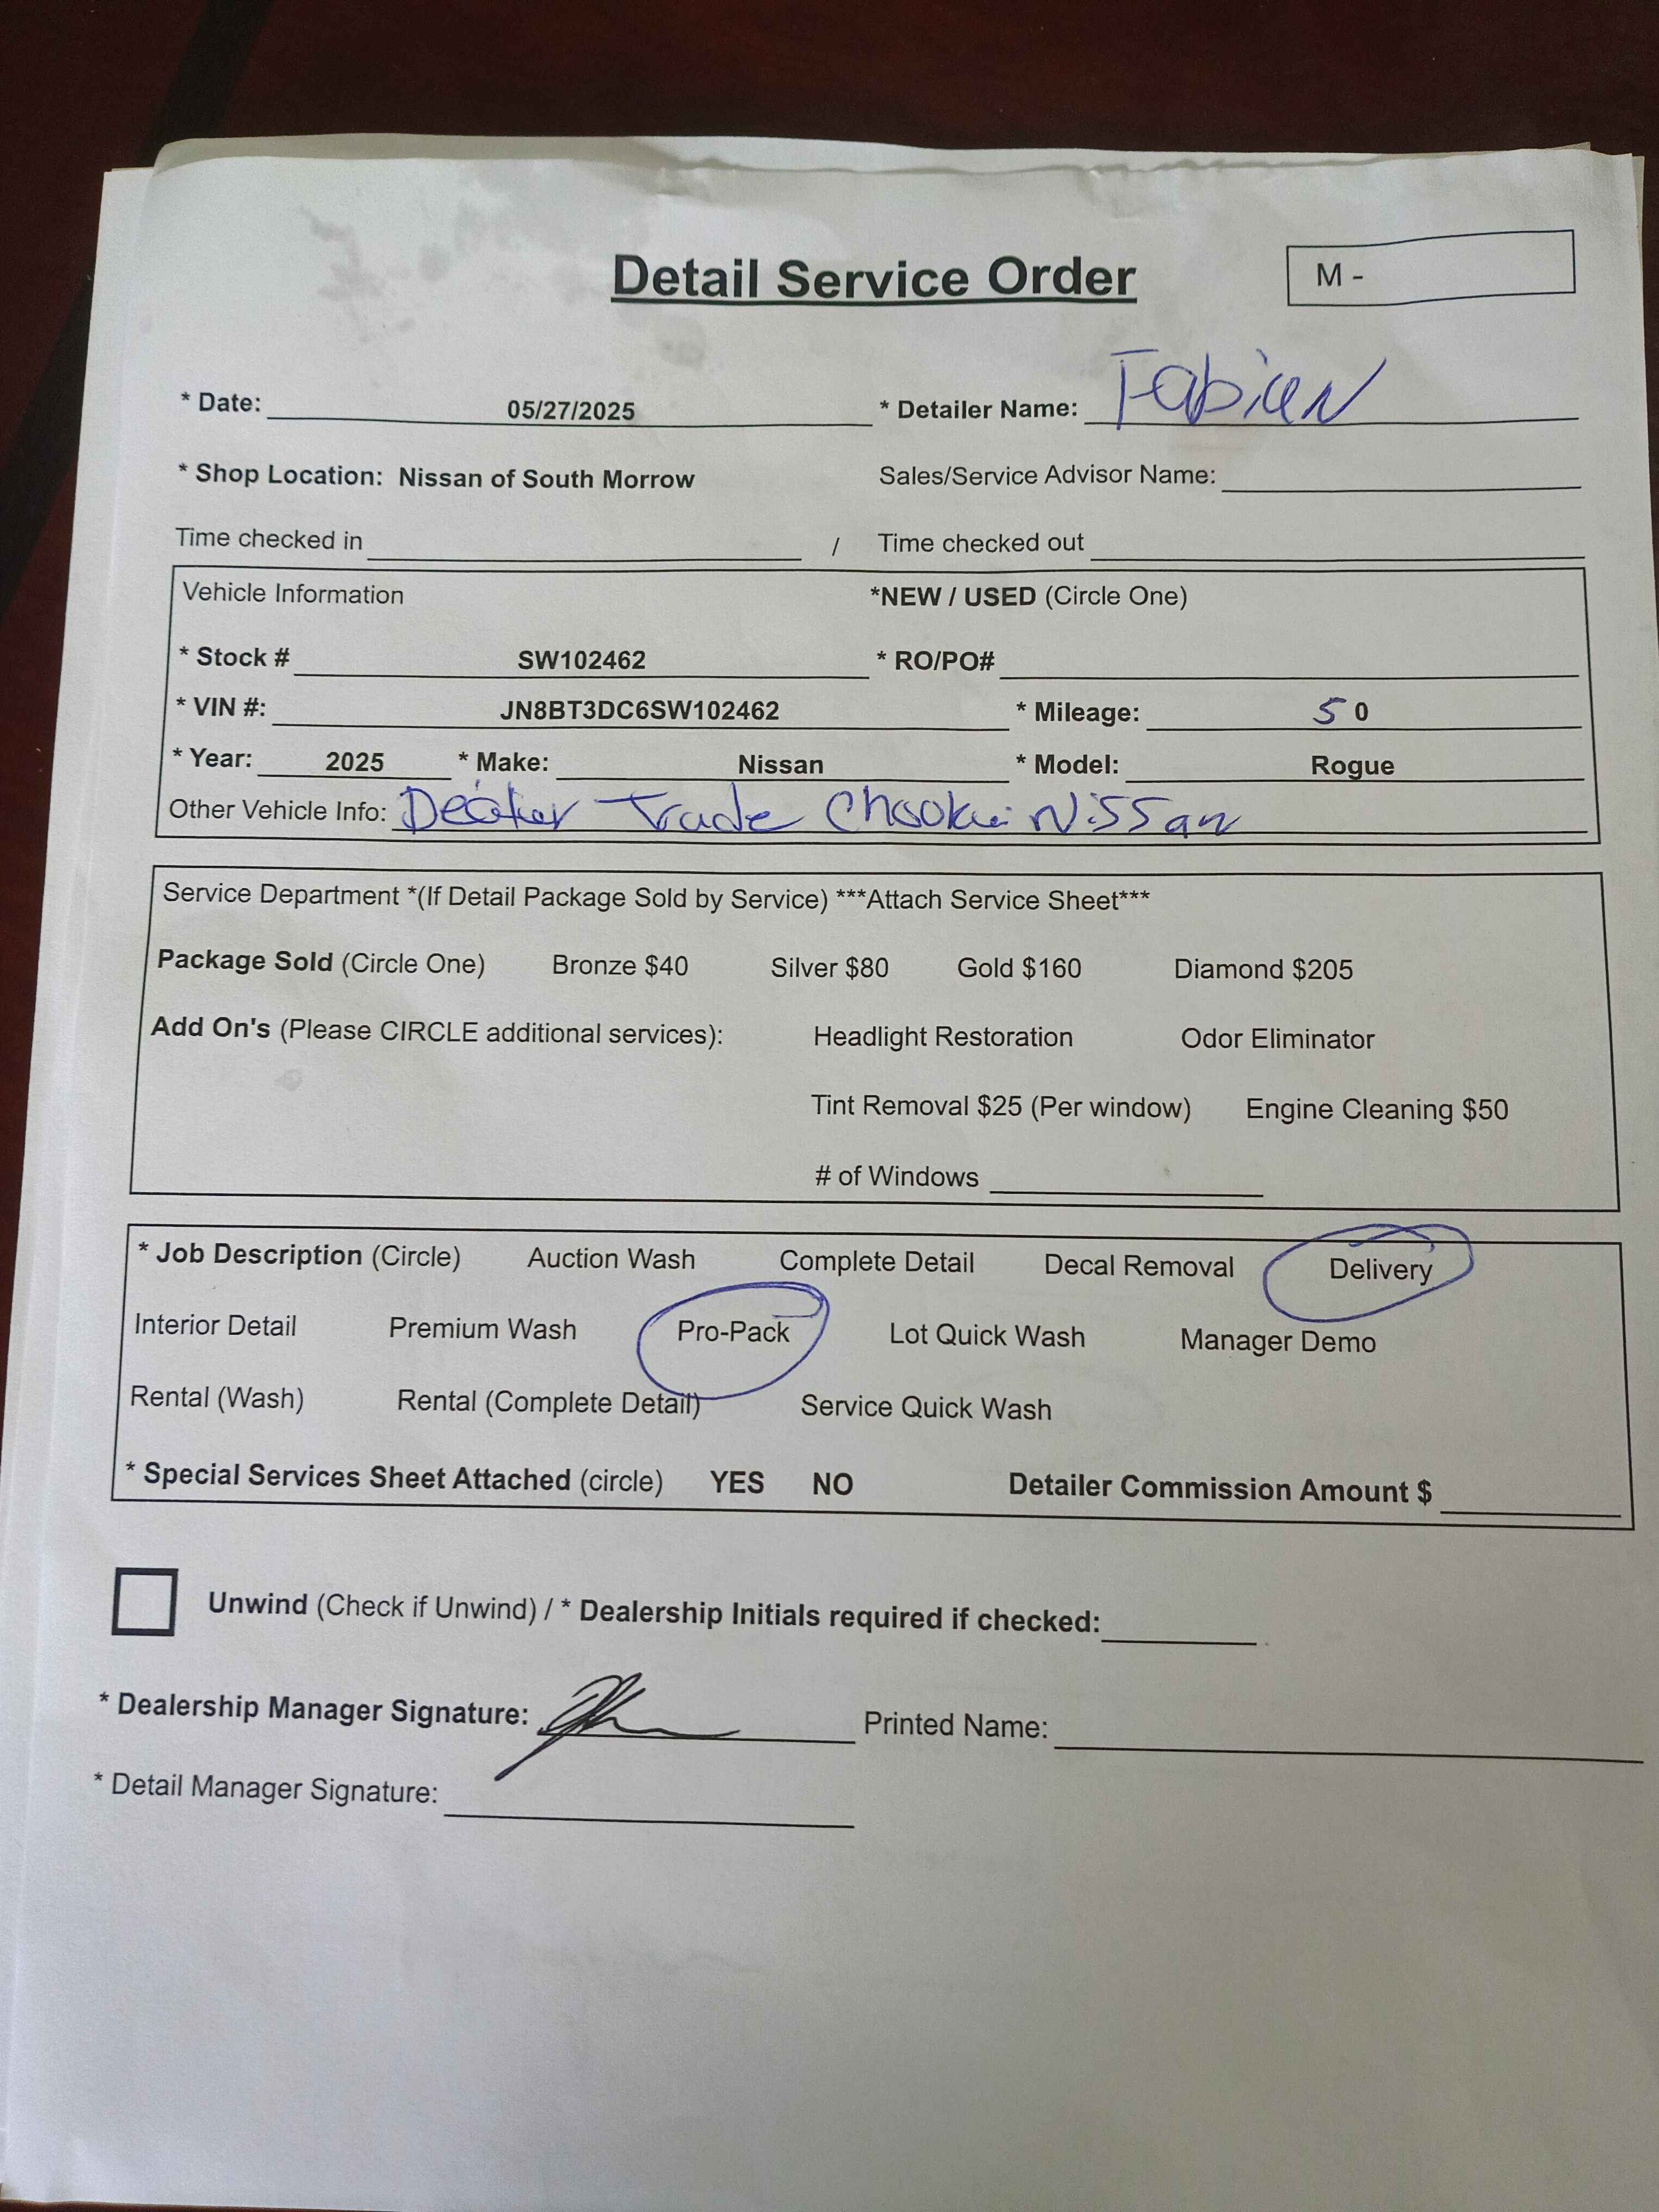 Detail Service Order
M -
* Date: 05/27/2025 * Detailer Name: Fabian
* Shop Location: Nissan of South Morrow Sales/Service Advisor Name:
Time checked in / Time checked out
Vehicle Information *NEW / USED (Circle One)
* Stock # SW102462 * RO/PO#
* VIN #: JN8BT3DC6SW102462 * Mileage: 50
* Year: 2025 * Make: Nissan * Model: Rogue
Other Vehicle Info: Dealer Trade Nissan
Service Department *(If Detail Package Sold by Service) ***Attach Service Sheet***
Package Sold (Circle One) Bronze $40 Silver $80 Gold $160 Diamond $205
Add On's (Please CIRCLE additional services): Headlight Restoration Odor Eliminator
Tint Removal $25 (Per window) Engine Cleaning $50
# of Windows
* Job Description (Circle) Auction Wash Complete Detail Decal Removal Delivery
Interior Detail Premium Wash Pro-Pack Lot Quick Wash Manager Demo
Rental (Wash) Rental (Complete Detail) Service Quick Wash
* Special Services Sheet Attached (circle) YES NO Detailer Commission Amount $
Unwind (Check if Unwind) / * Dealership Initials required if checked:
* Dealership Manager Signature: Printed Name:
* Detail Manager Signature: